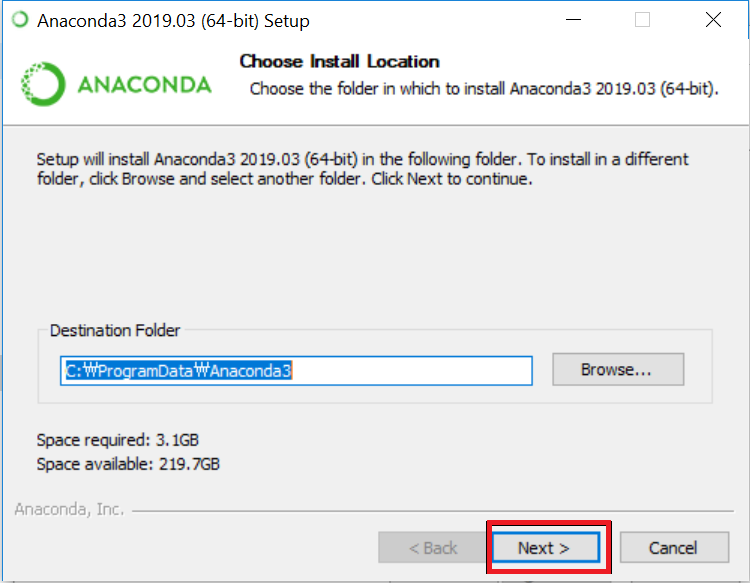 Anaconda3 2019.03 (64-bit) Setup
ANACONDA
Choose Install Location
Choose the folder in which to install Anaconda3 2019.03 (64-bit).
Setup will install Anaconda3 2019.03 (64-bit) in the following folder. To install in a different
folder, click Browse and select another folder. Click Next to continue.
Destination Folder
C:₩ProgramData₩Anaconda3
Browse...
Space required: 3.1GB
Space available: 219.7GB
Anaconda, Inc.
< Back
Next >
Cancel